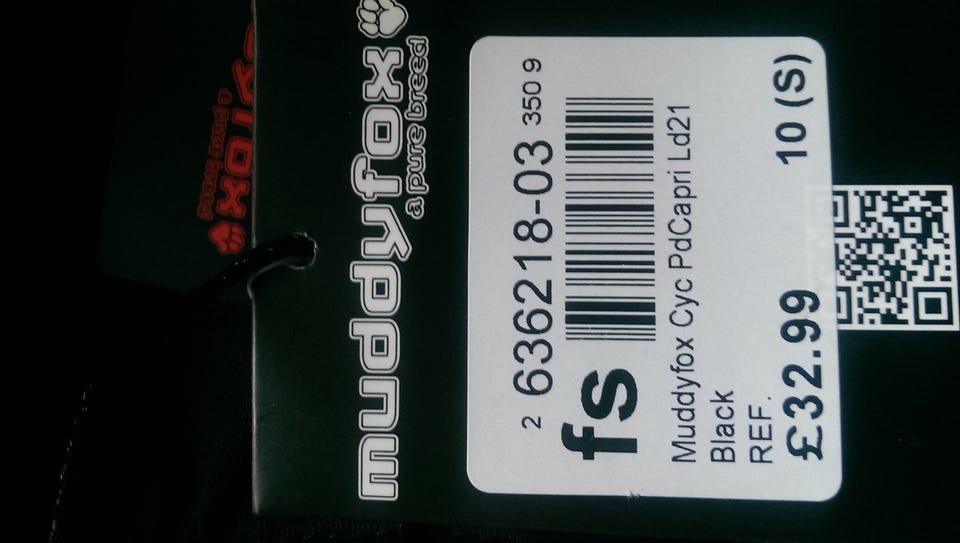 muddyfox
a pure breed
2 636218-03 350 9
fs
Muddyfox Cyc PdCapri Ld21
Black
REF.
£32.99 10 (S)